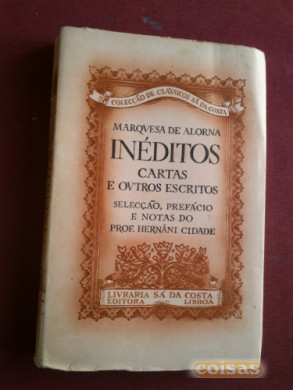 COLECÇÃO DE CLÁSSICOS SÁ DA COSTA
MARQVESA DE ALORNA
INÉDITOS
CARTAS
E OVTROS ESCRITOS
SELECÇÃO, PREFÁCIO
E NOTAS DO
PROF. HERNÂNI CIDADE
LIVRARIA SÁ DA COSTA
EDITORA LISBOA
coisas